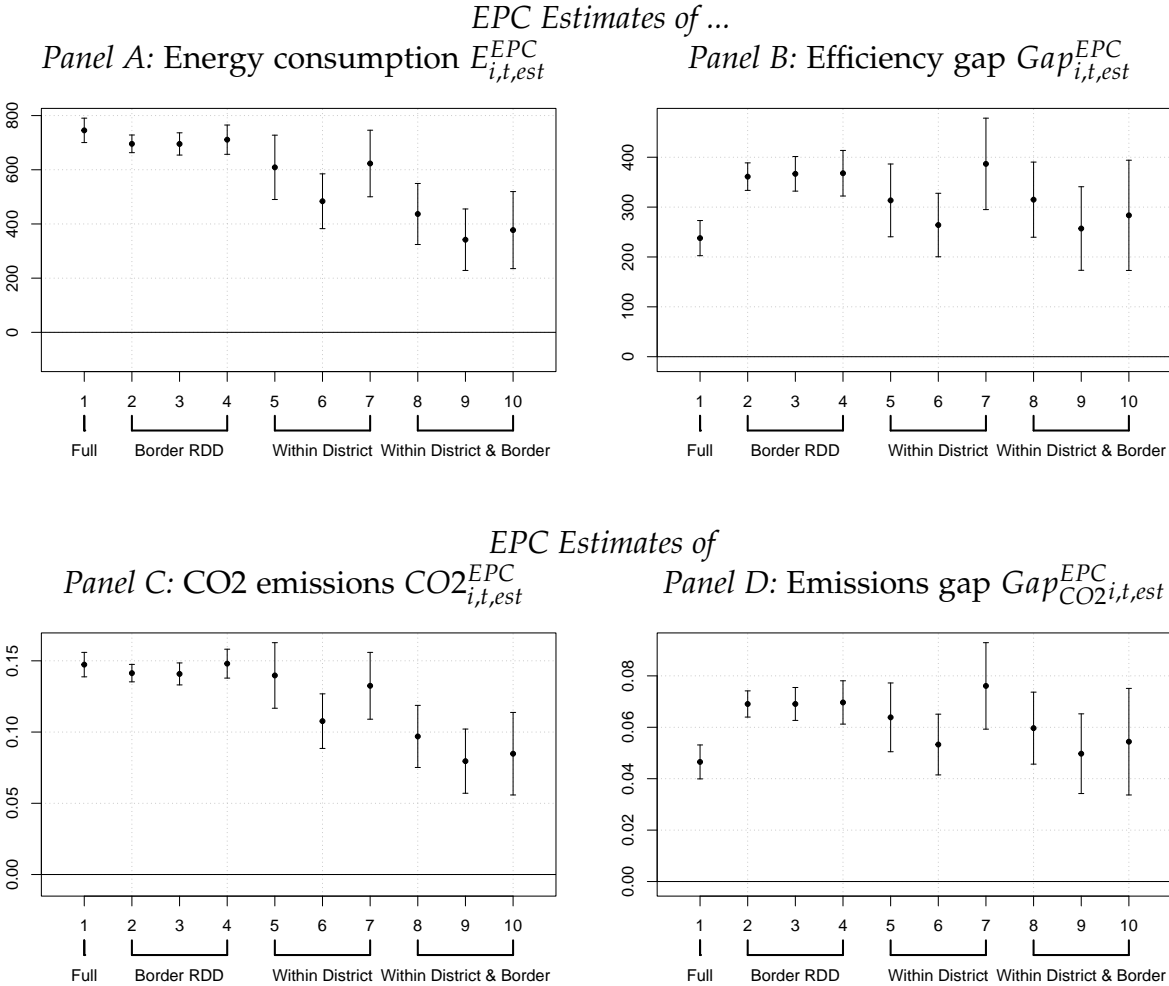 EPC Estimates of ...
Panel A: Energy consumption E^{EPC}_{i,t,est}
800
600
400
200
0
1 2 3 4 5 6 7 8 9 10
Full Border RDD Within District Within District & Border
Panel B: Efficiency gap Gap^{EPC}_{i,t,est}
400
300
200
100
0
1 2 3 4 5 6 7 8 9 10
Full Border RDD Within District Within District & Border
EPC Estimates of
Panel C: CO2 emissions CO2^{EPC}_{i,t,est}
0.15
0.10
0.05
0.00
1 2 3 4 5 6 7 8 9 10
Full Border RDD Within District Within District & Border
Panel D: Emissions gap Gap^{EPC}_{CO2^{i,t,est}}
0.08
0.06
0.04
0.02
0.00
1 2 3 4 5 6 7 8 9 10
Full Border RDD Within District Within District & Border